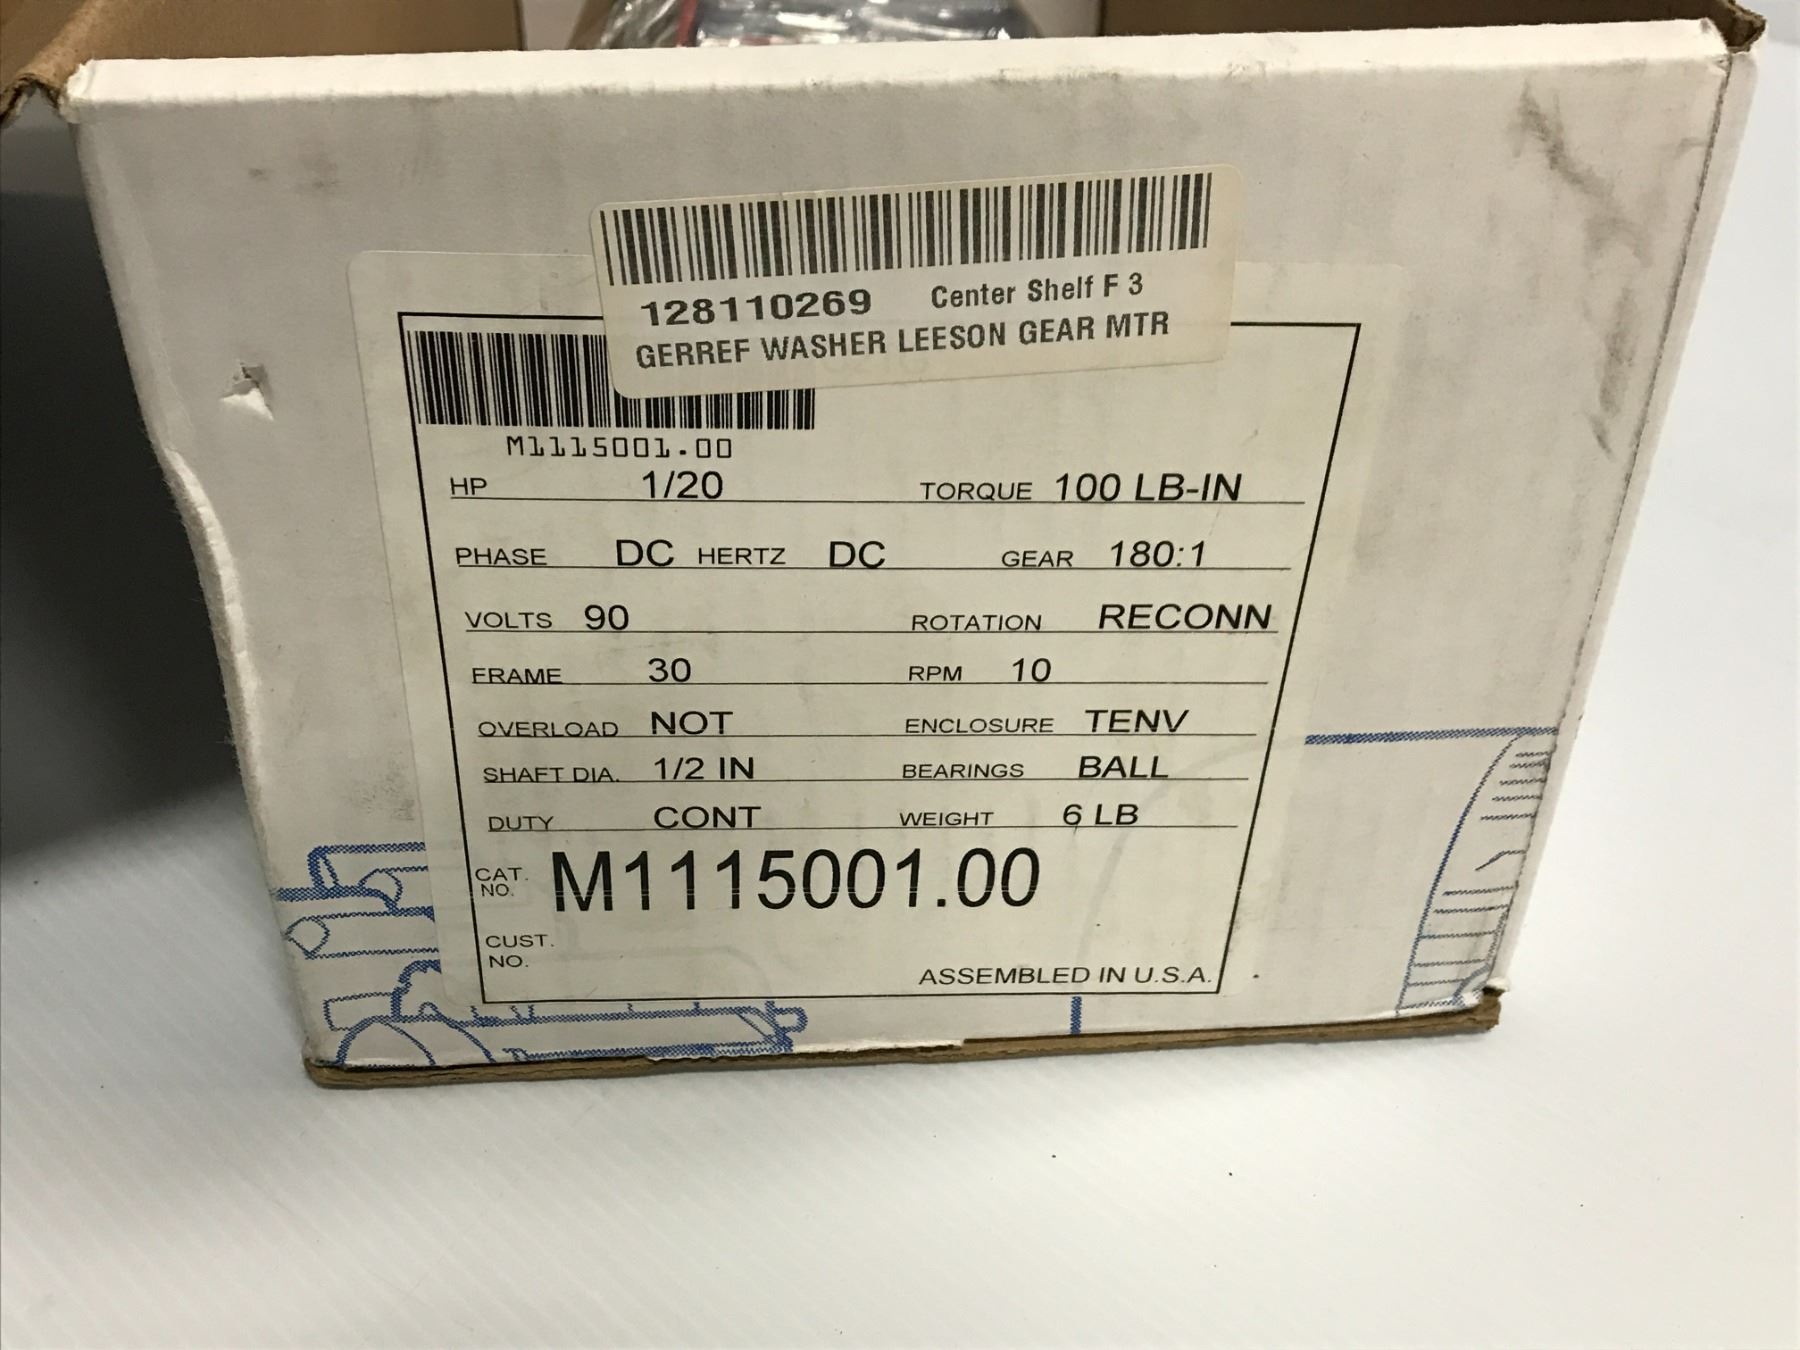 128110269 Center Shelf F 3
GERREF WASHER LEESON GEAR MTR
M1115001.00
HP 1/20 TORQUE 100 LB-IN
PHASE DC HERTZ DC GEAR 180:1
VOLTS 90 ROTATION RECONN
FRAME 30 RPM 10
OVERLOAD NOT ENCLOSURE TENV
SHAFT DIA. 1/2 IN BEARINGS BALL
DUTY CONT WEIGHT 6 LB
CAT. NO. M1115001.00
CUST. NO.
ASSEMBLED IN U.S.A.